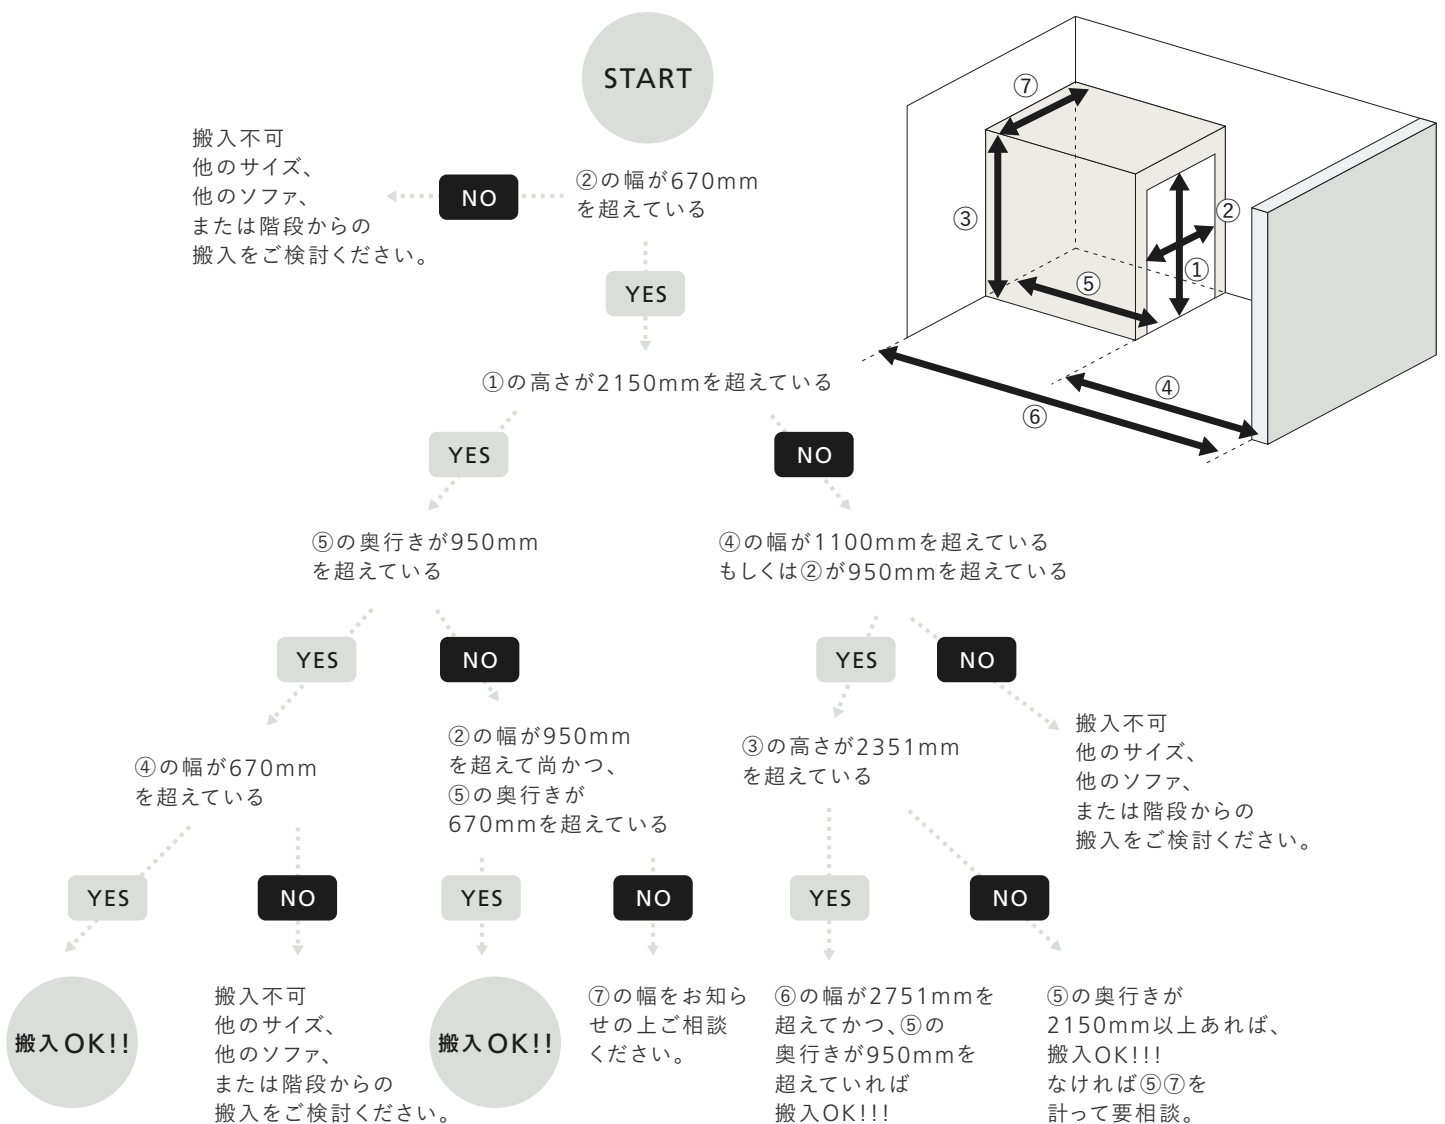 START
②の幅が670mm
を超えている
NO
搬入不可
他のサイズ、
他のソファ、
または階段からの
搬入をご検討ください。
YES
①の高さが2150mmを超えている
YES
NO
⑤の奥行きが950mm
を超えている
④の幅が1100mmを超えている
もしくは②が950mmを超えている
YES
NO
YES
NO
④の幅が670mm
を超えている
②の幅が950mm
を超えて尚かつ、
⑤の奥行きが
670mmを超えている
③の高さが2351mm
を超えている
搬入不可
他のサイズ、
他のソファ、
または階段からの
搬入をご検討ください。
YES
NO
YES
NO
YES
NO
搬入OK!!
搬入不可
他のサイズ、
他のソファ、
または階段からの
搬入をご検討ください。
搬入OK!!
⑦の幅をお知ら
せの上ご相談
ください。
⑥の幅が2751mmを
超えてかつ、⑤の
奥行きが950mmを
超えていれば
搬入OK!!!
⑤の奥行きが
2150mm以上あれば、
搬入OK!!!
なければ⑤⑦を
計って要相談。
⑦
③
②
①
⑤
④
⑥